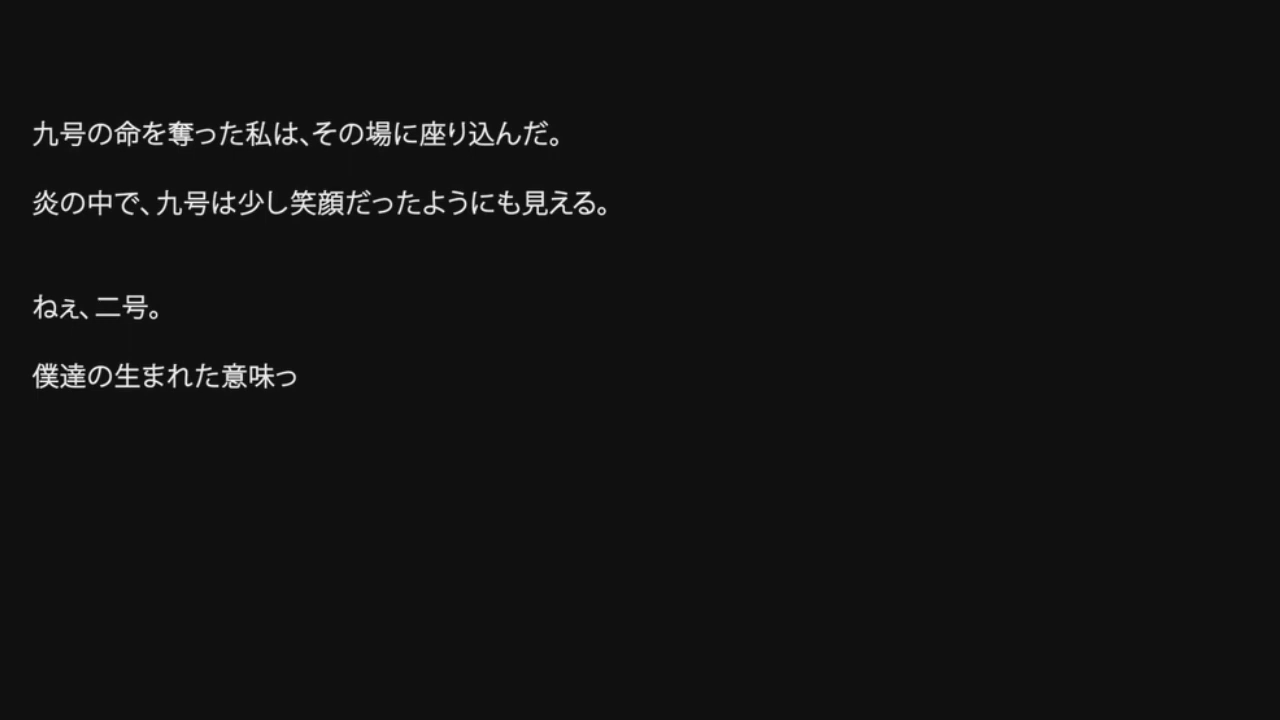 九号の命を奪った私は、その場に座り込んだ。
炎の中で、九号は少し笑顔だったようにも見える。
ねぇ、二号。
僕達の生まれた意味っ